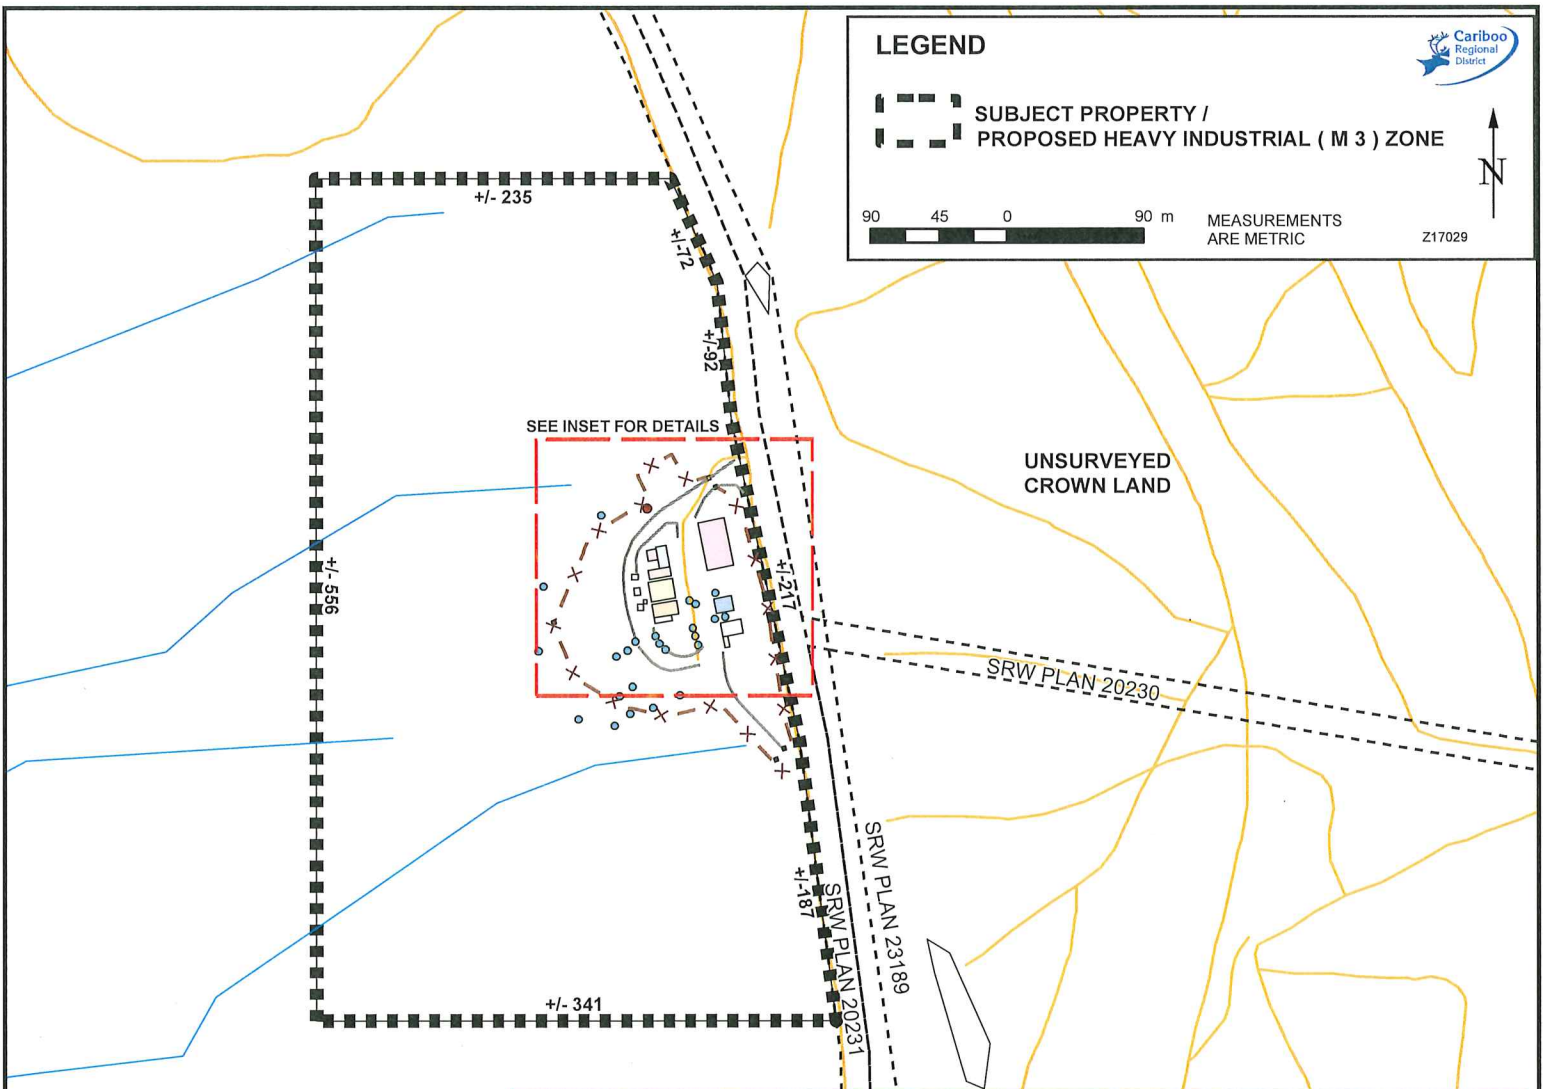 LEGEND
Cariboo
Regional
District
SUBJECT PROPERTY /
PROPOSED HEAVY INDUSTRIAL ( M 3 ) ZONE
N
90 45 0 90 m
MEASUREMENTS
ARE METRIC
Z17029
+/- 235
+/-72
+/-92
SEE INSET FOR DETAILS
UNSURVEYED
CROWN LAND
+/- 556
+/-217
SRW PLAN 20230
SRW PLAN 23189
+/-187
SRW PLAN 20231
+/- 341